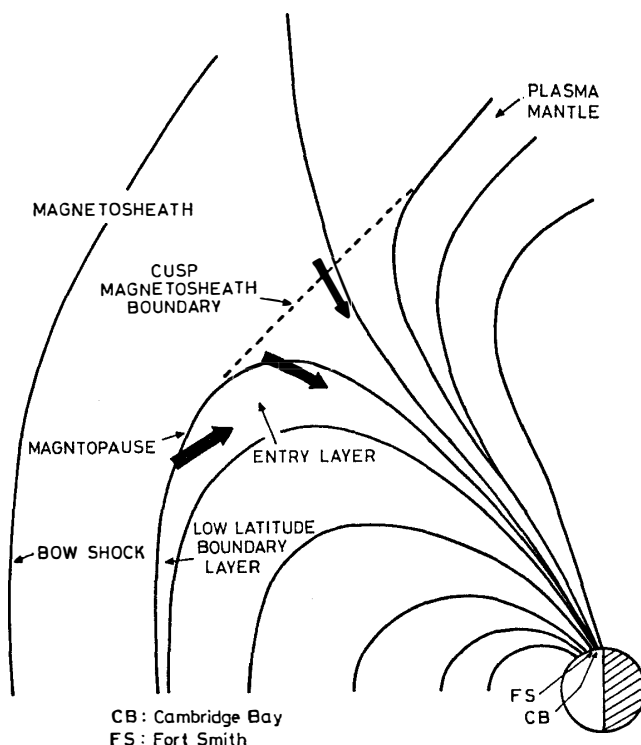 PLASMA
MANTLE
MAGNETOSHEATH
CUSP
MAGNETOSHEATH
BOUNDARY
MAGNTOPAUSE
ENTRY LAYER
BOW SHOCK
LOW LATITUDE
BOUNDARY
LAYER
FS
CB
CB: Cambridge Bay
FS: Fort Smith